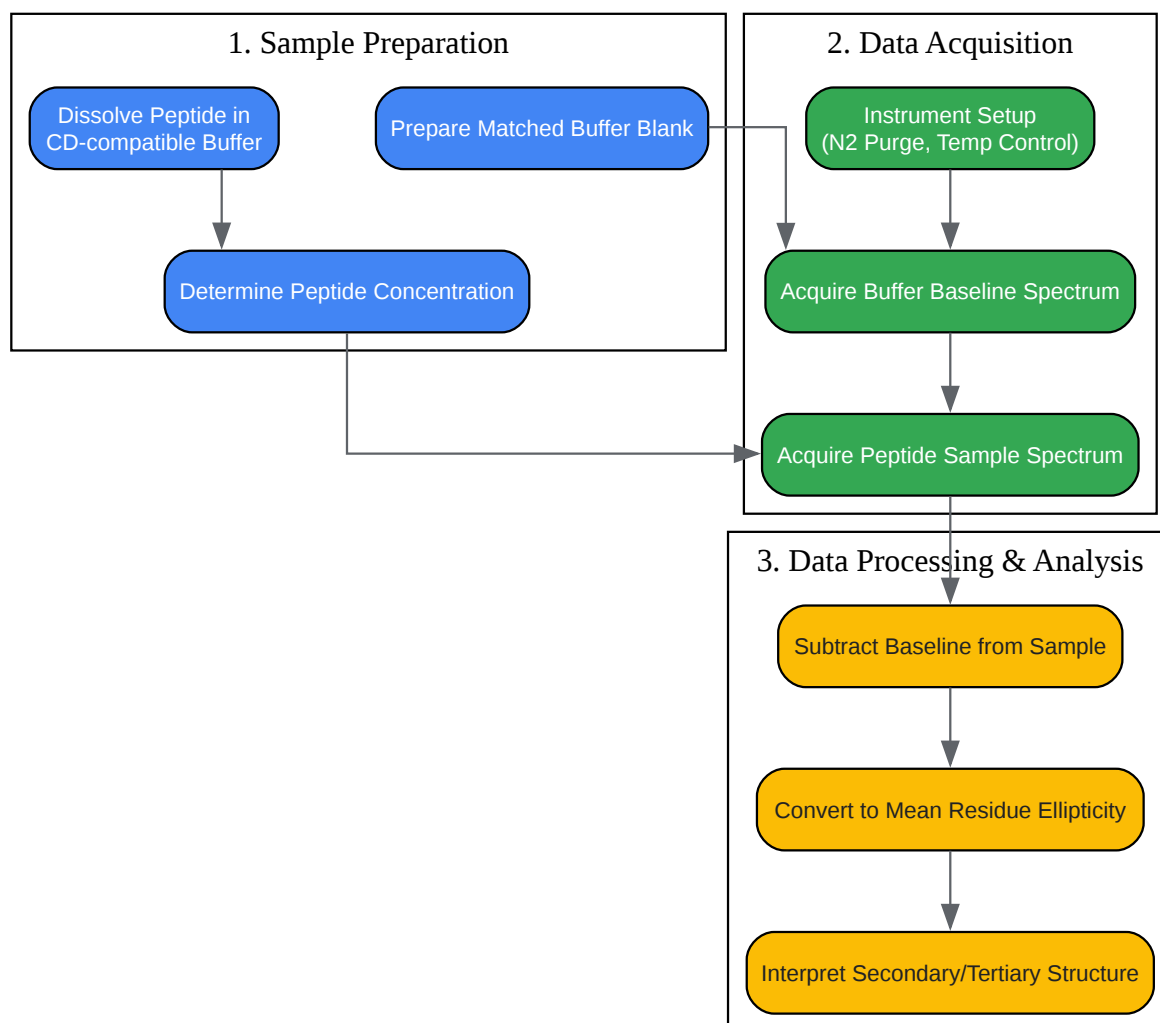 1. Sample Preparation
Dissolve Peptide in
CD-compatible Buffer
Prepare Matched Buffer Blank
Determine Peptide Concentration
2. Data Acquisition
Instrument Setup
(N2 Purge, Temp Control)
Acquire Buffer Baseline Spectrum
Acquire Peptide Sample Spectrum
3. Data Processing & Analysis
Subtract Baseline from Sample
Convert to Mean Residue Ellipticity
Interpret Secondary/Tertiary Structure